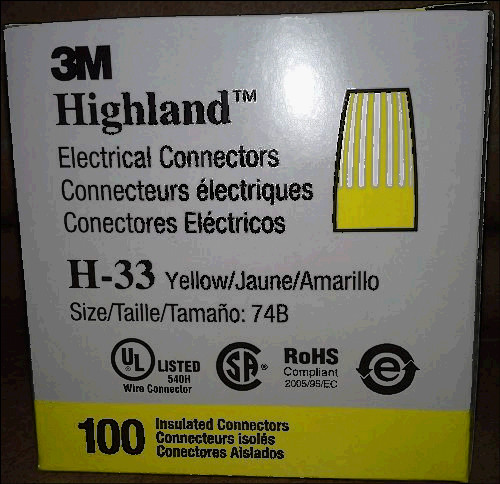 3M
Highland™
Electrical Connectors
Connecteurs électriques
Conectores Eléctricos
H-33 Yellow/Jaune/Amarillo
Size/Taille/Tamaño: 74B
UL LISTED
540H
Wire Connector
SA®
RoHS
Compliant
2005/95/EC
e
100 Insulated Connectors
Connecteurs isolés
Conectores Aislados